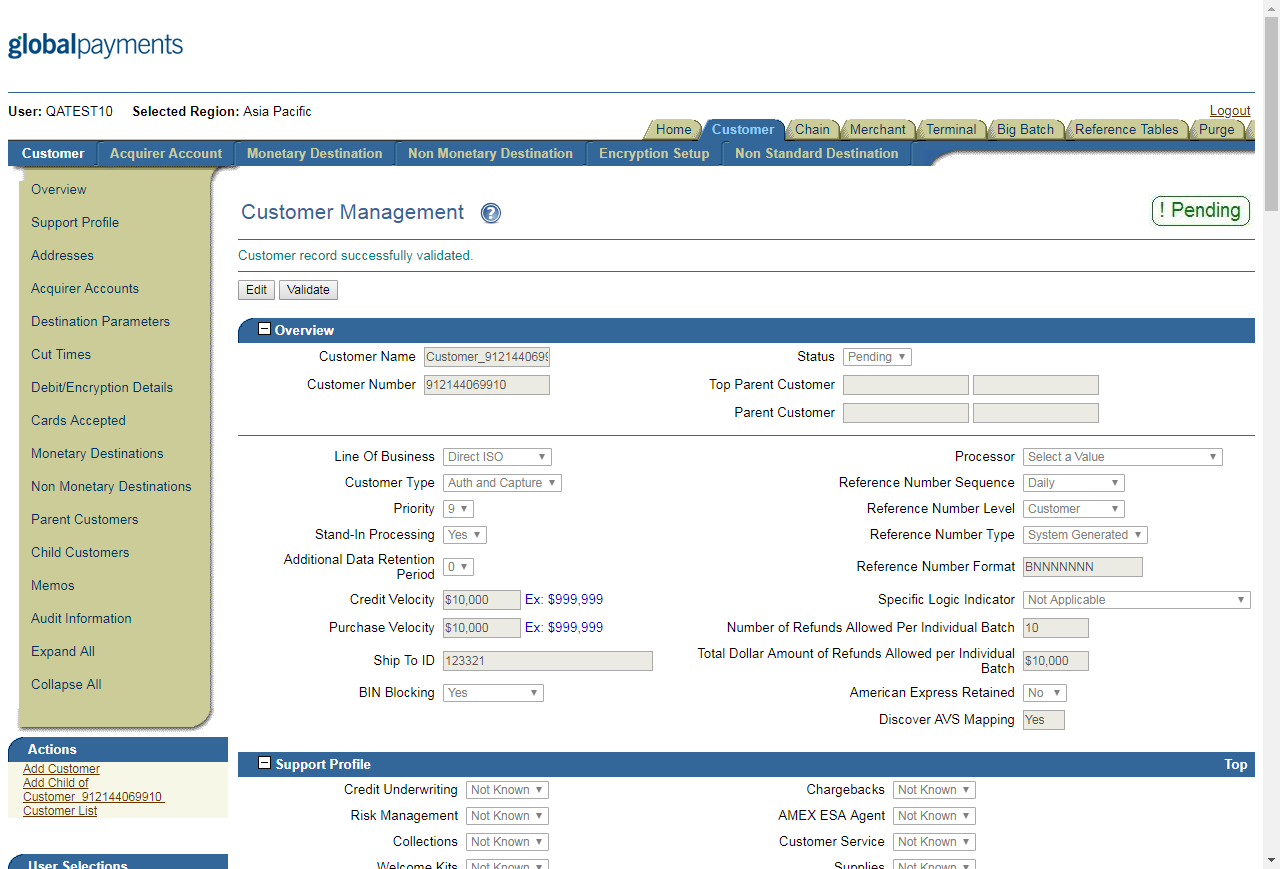 globalpayments
User: QATEST10 Selected Region: Asia Pacific
Logout
Home Customer Chain Merchant Terminal Big Batch Reference Tables Purge
Customer Acquirer Account Monetary Destination Non Monetary Destination Encryption Setup Non Standard Destination
Overview
Support Profile
Addresses
Acquirer Accounts
Destination Parameters
Cut Times
Debit/Encryption Details
Cards Accepted
Monetary Destinations
Non Monetary Destinations
Parent Customers
Child Customers
Memos
Audit Information
Expand All
Collapse All
Actions
Add Customer
Add Child of
Customer_912144069910
Customer List
User Selections
Customer Management ?
! Pending
Customer record successfully validated.
Edit Validate
Overview
Customer Name Customer_912144069 Status Pending
Customer Number 912144069910 Top Parent Customer
Parent Customer
Line Of Business Direct ISO Processor Select a Value
Customer Type Auth and Capture Reference Number Sequence Daily
Priority 9 Reference Number Level Customer
Stand-In Processing Yes Reference Number Type System Generated
Additional Data Retention
Period 0 Reference Number Format BNNNNNNN
Credit Velocity $10,000 Ex: $999,999 Specific Logic Indicator Not Applicable
Purchase Velocity $10,000 Ex: $999,999 Number of Refunds Allowed Per Individual Batch 10
Ship To ID 123321 Total Dollar Amount of Refunds Allowed per Individual
Batch $10,000
BIN Blocking Yes American Express Retained No
Discover AVS Mapping Yes
Support Profile Top
Credit Underwriting Not Known Chargebacks Not Known
Risk Management Not Known AMEX ESA Agent Not Known
Collections Not Known Customer Service Not Known
Welcome Kits Not Known Supplies Not Known